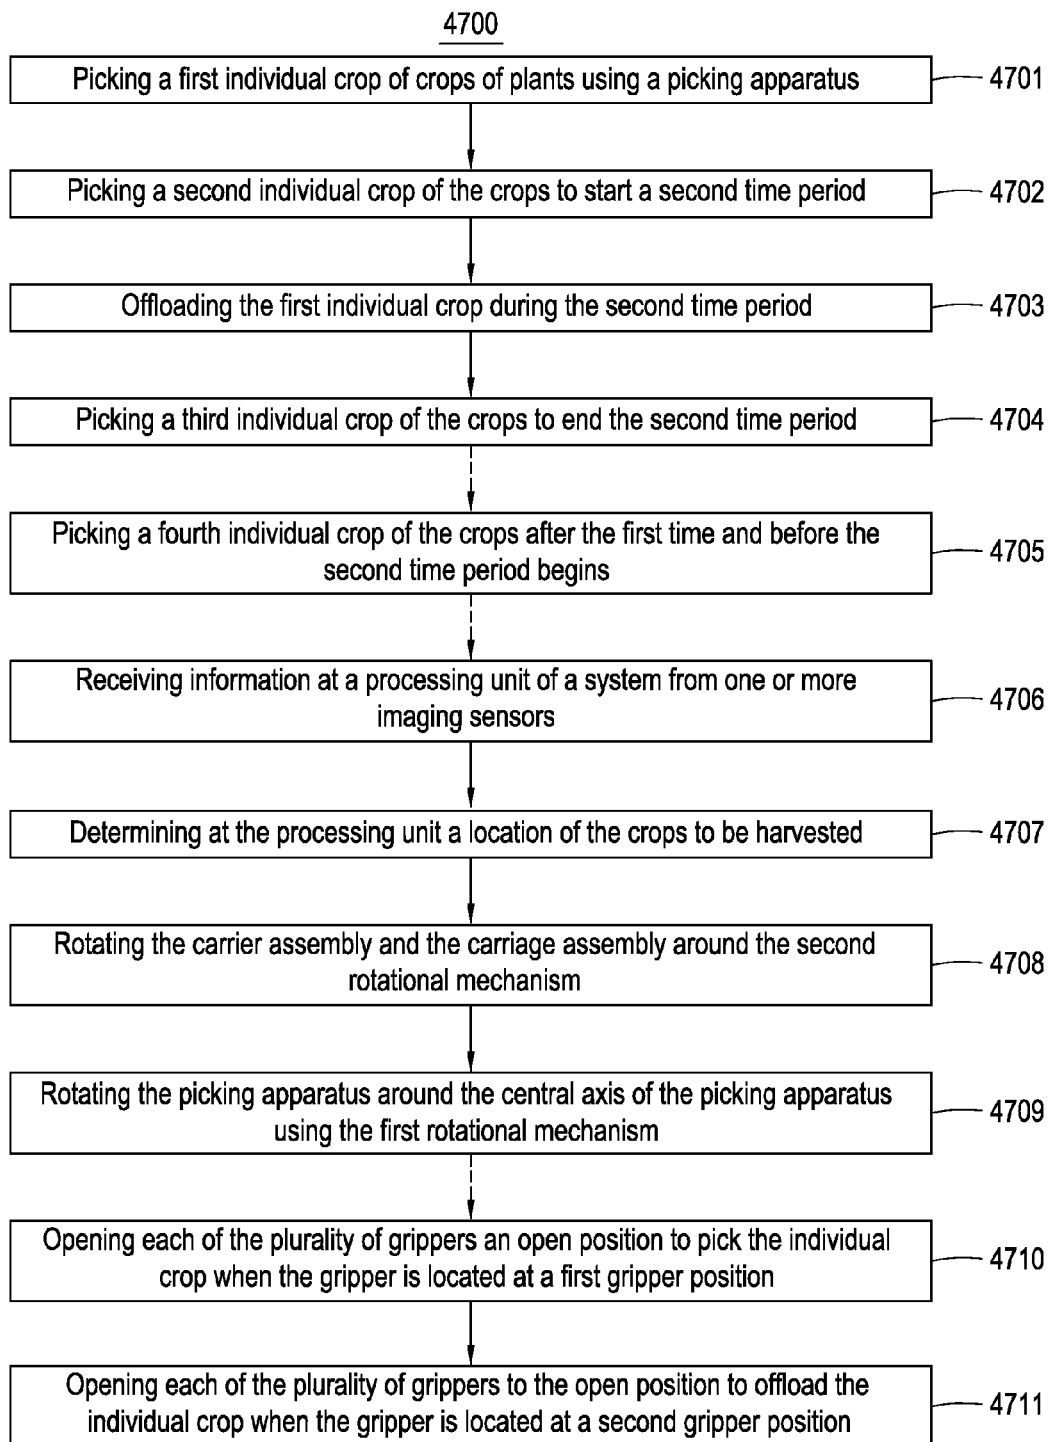 4700
Picking a first individual crop of crops of plants using a picking apparatus
4701
Picking a second individual crop of the crops to start a second time period
4702
Offloading the first individual crop during the second time period
4703
Picking a third individual crop of the crops to end the second time period
4704
Picking a fourth individual crop of the crops after the first time and before the
second time period begins
4705
Receiving information at a processing unit of a system from one or more
imaging sensors
4706
Determining at the processing unit a location of the crops to be harvested
4707
Rotating the carrier assembly and the carriage assembly around the second
rotational mechanism
4708
Rotating the picking apparatus around the central axis of the picking apparatus
using the first rotational mechanism
4709
Opening each of the plurality of grippers an open position to pick the individual
crop when the gripper is located at a first gripper position
4710
Opening each of the plurality of grippers to the open position to offload the
individual crop when the gripper is located at a second gripper position
4711